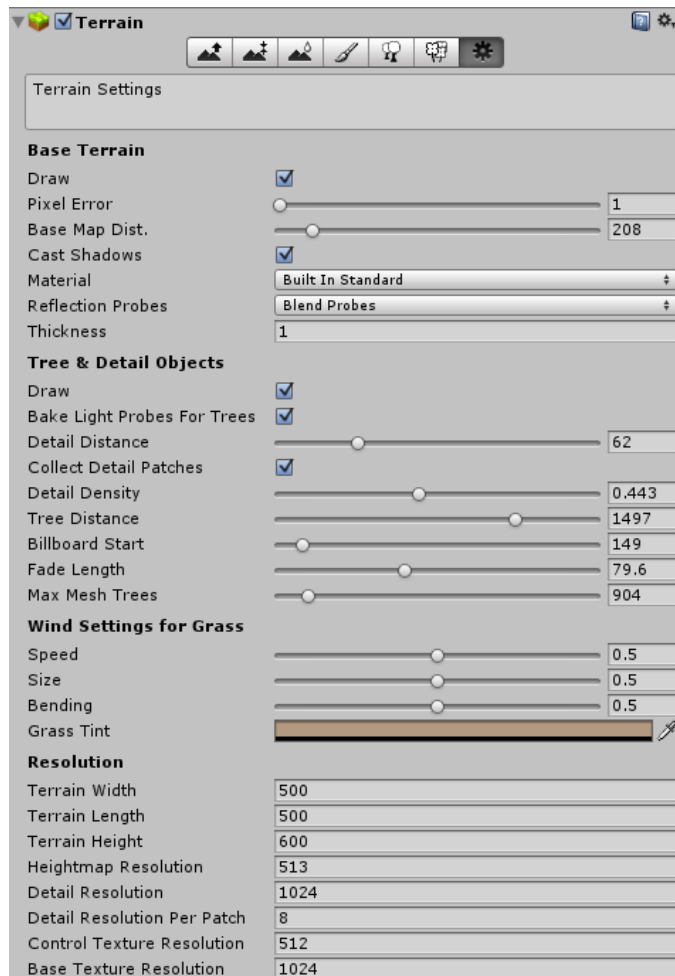 Terrain
Terrain Settings
Base Terrain
Draw
Pixel Error 1
Base Map Dist. 208
Cast Shadows
Material Built In Standard
Reflection Probes Blend Probes
Thickness 1
Tree & Detail Objects
Draw
Bake Light Probes For Trees
Detail Distance 62
Collect Detail Patches
Detail Density 0.443
Tree Distance 1497
Billboard Start 149
Fade Length 79.6
Max Mesh Trees 904
Wind Settings for Grass
Speed 0.5
Size 0.5
Bending 0.5
Grass Tint
Resolution
Terrain Width 500
Terrain Length 500
Terrain Height 600
Heightmap Resolution 513
Detail Resolution 1024
Detail Resolution Per Patch 8
Control Texture Resolution 512
Base Texture Resolution 1024